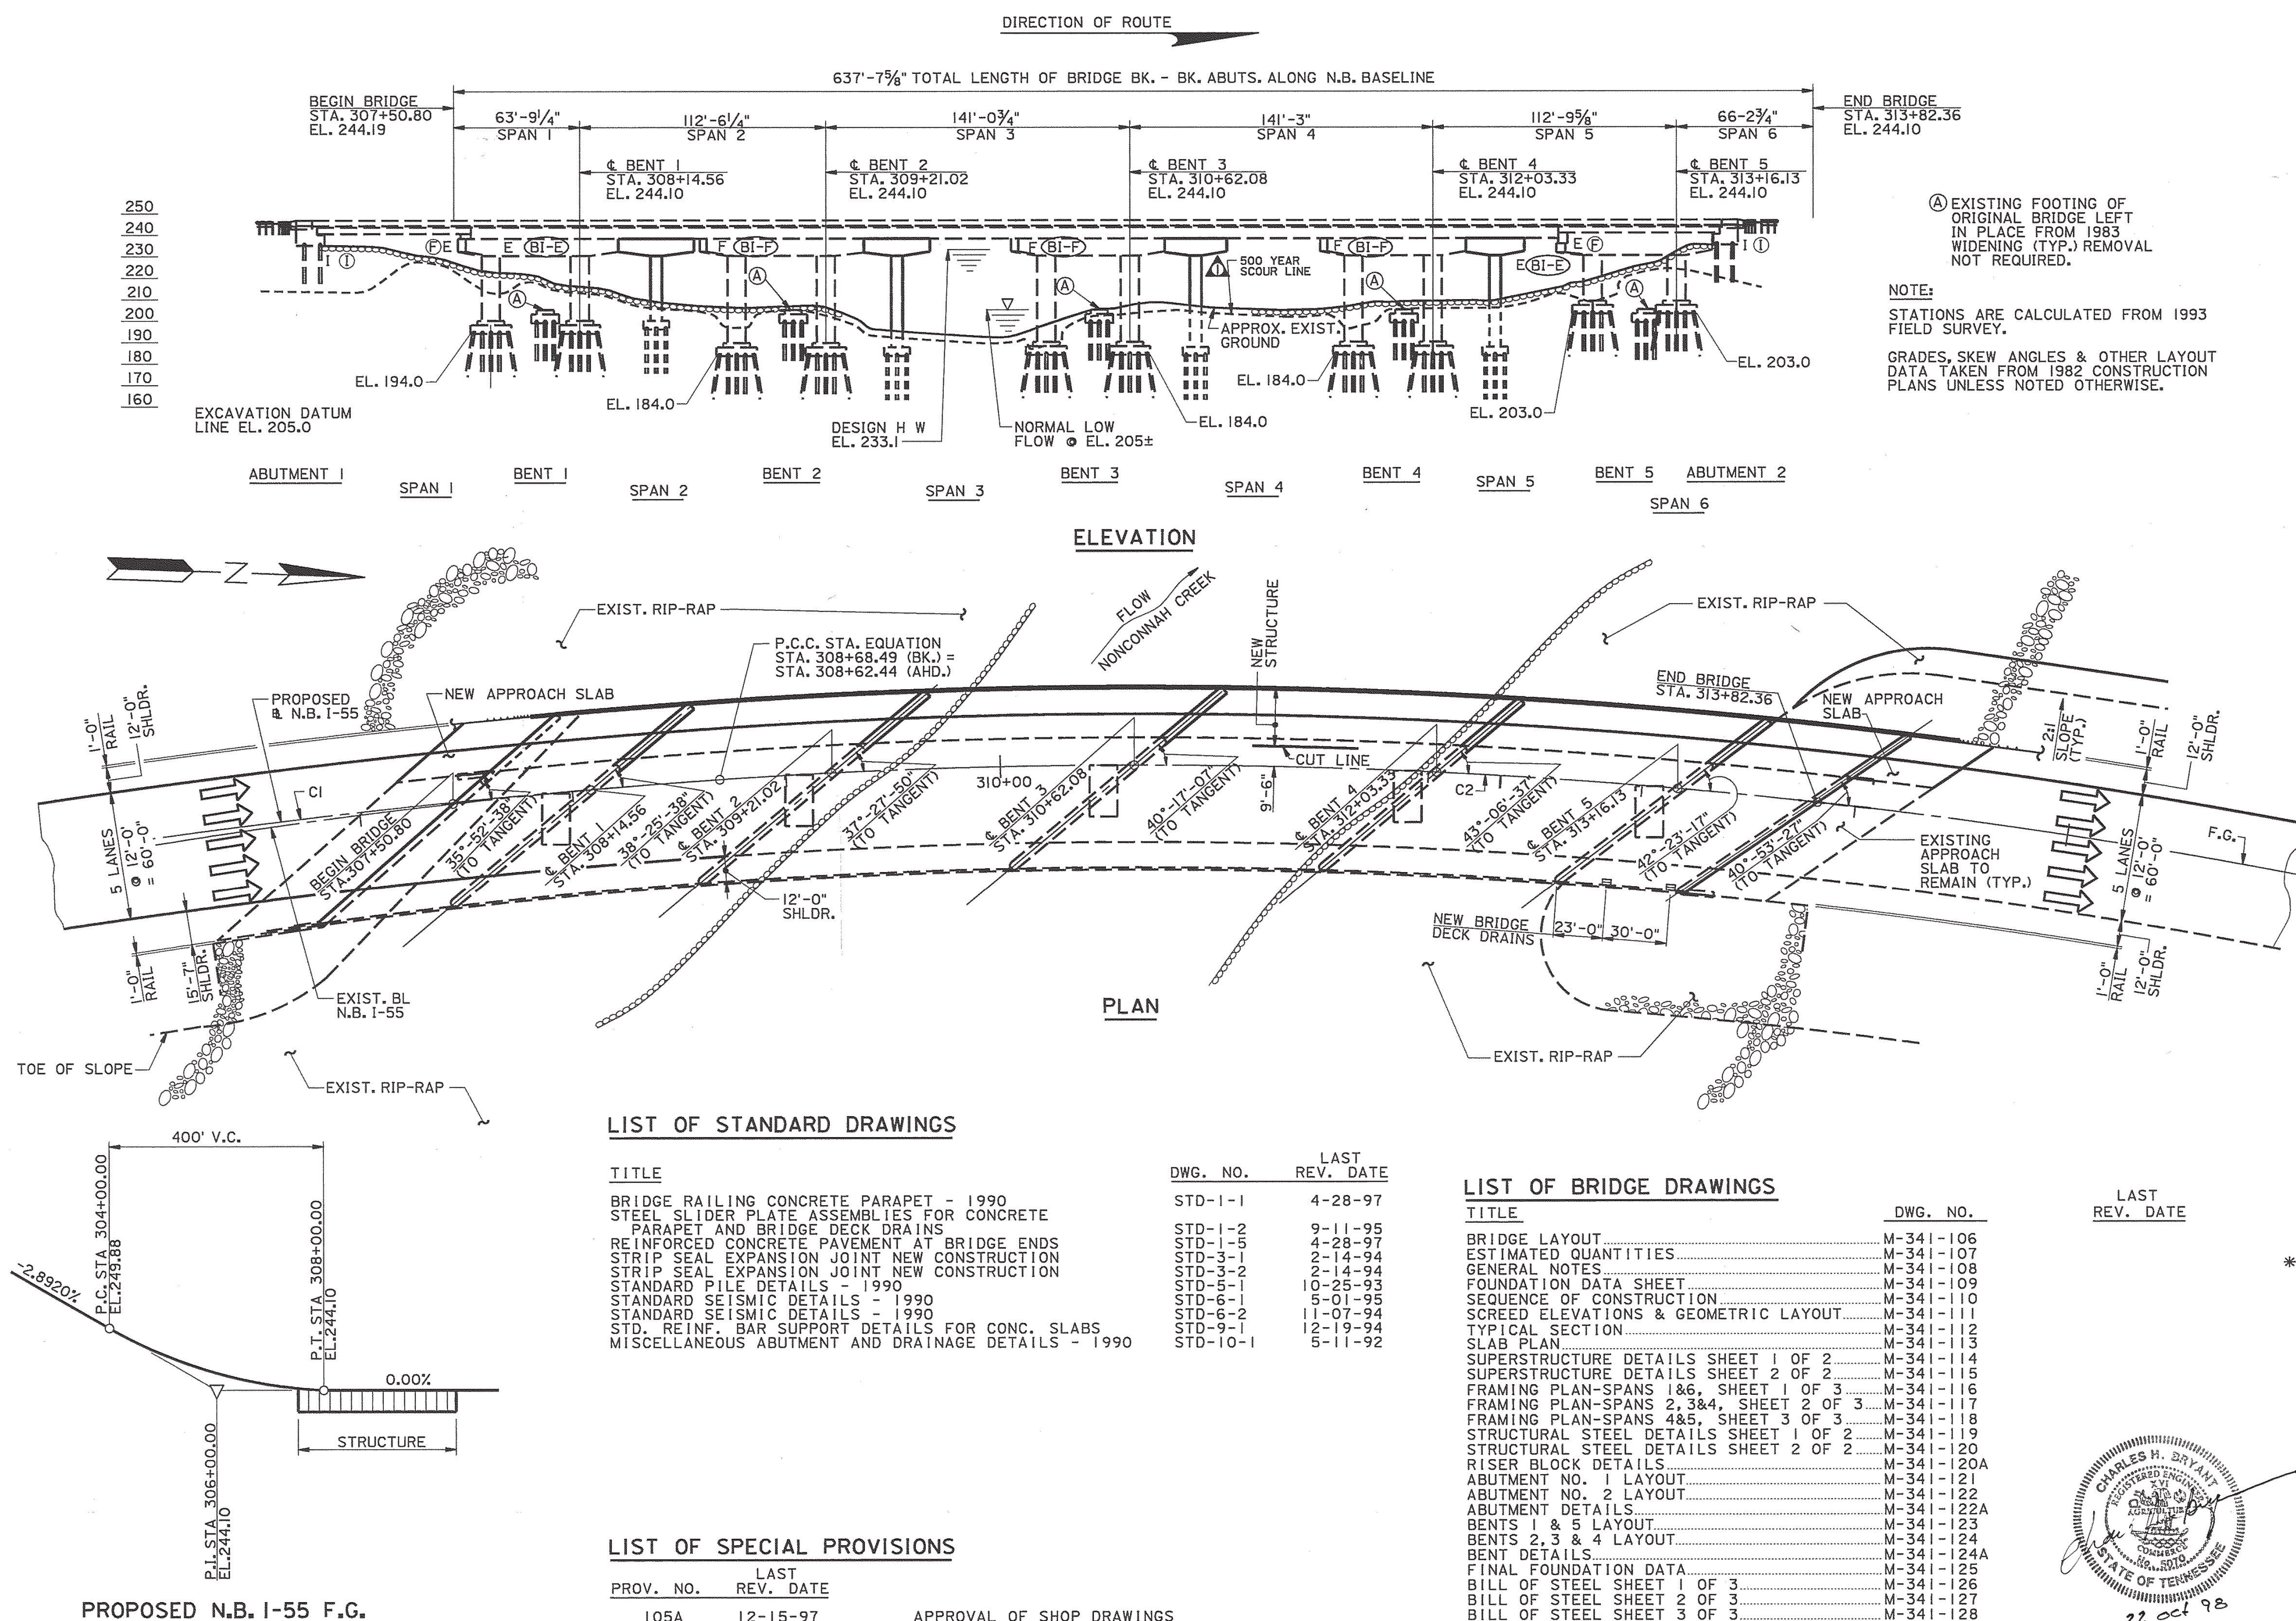 DIRECTION OF ROUTE
637'-7⅝" TOTAL LENGTH OF BRIDGE BK. - BK. ABUTS. ALONG N.B. BASELINE
BEGIN BRIDGE
STA. 307+50.80
EL. 244.19
63'-9¼"
SPAN 1
112'-6¼"
SPAN 2
141'-0¾"
SPAN 3
141'-3"
SPAN 4
112'-9⅝"
SPAN 5
66-2¾"
SPAN 6
END BRIDGE
STA. 313+82.36
EL. 244.10
℄ BENT 1
STA. 308+14.56
EL. 244.10
℄ BENT 2
STA. 309+21.02
EL. 244.10
℄ BENT 3
STA. 310+62.08
EL. 244.10
℄ BENT 4
STA. 312+03.33
EL. 244.10
℄ BENT 5
STA. 313+16.13
EL. 244.10
250
240
230
220
210
200
190
180
170
160
I
I
F
E
E
BI-E
F
BI-F
F
BI-F
F
BI-F
E
F
E
BI-E
I
I
A
A
A
A
A
1
500 YEAR
SCOUR LINE
APPROX. EXIST.
GROUND
A EXISTING FOOTING OF
ORIGINAL BRIDGE LEFT
IN PLACE FROM 1983
WIDENING (TYP.) REMOVAL
NOT REQUIRED.
NOTE:
STATIONS ARE CALCULATED FROM 1993
FIELD SURVEY.
GRADES, SKEW ANGLES & OTHER LAYOUT
DATA TAKEN FROM 1982 CONSTRUCTION
PLANS UNLESS NOTED OTHERWISE.
EXCAVATION DATUM
LINE EL. 205.0
EL. 194.0
EL. 184.0
DESIGN H W
EL. 233.1
NORMAL LOW
FLOW @ EL. 205±
EL. 184.0
EL. 184.0
EL. 203.0
EL. 203.0
ABUTMENT 1
SPAN 1
BENT 1
SPAN 2
BENT 2
SPAN 3
BENT 3
SPAN 4
BENT 4
SPAN 5
BENT 5
ABUTMENT 2
SPAN 6
ELEVATION
N
EXIST. RIP-RAP
FLOW
NONCONNAH CREEK
NEW
STRUCTURE
EXIST. RIP-RAP
P.C.C. STA. EQUATION
STA. 308+68.49 (BK.) =
STA. 308+62.44 (AHD.)
PROPOSED
BL N.B. I-55
NEW APPROACH SLAB
END BRIDGE
STA. 313+82.36
NEW APPROACH
SLAB
2:1
SLOPE
(TYP.)
1'-0"
RAIL
12'-0"
SHLDR.
1'-0"
RAIL
12'-0"
SHLDR.
C1
310+00
CUT LINE
9'-6"
C2
5 LANES
@ 12'-0"
= 60'-0"
BEGIN BRIDGE
STA. 307+50.80
35°-52'-38"
(TO TANGENT)
℄ BENT 1
STA. 308+14.56
38°-25'-38"
(TO TANGENT)
℄ BENT 2
STA. 309+21.02
37°-27'-50"
(TO TANGENT)
℄ BENT 3
STA. 310+62.08
40°-17'-07"
(TO TANGENT)
℄ BENT 4
STA. 312+03.33
43°-06'-37"
(TO TANGENT)
℄ BENT 5
STA. 313+16.13
42°-23'-17"
(TO TANGENT)
40°-53'-27"
(TO TANGENT)
EXISTING
APPROACH
SLAB TO
REMAIN (TYP.)
5 LANES
@ 12'-0"
= 60'-0"
F.G.
12'-0"
SHLDR.
NEW BRIDGE
DECK DRAINS
23'-0"
30'-0"
1'-0"
RAIL
15'-7"
SHLDR.
1'-0"
RAIL
12'-0"
SHLDR.
EXIST. BL
N.B. I-55
TOE OF SLOPE
EXIST. RIP-RAP
EXIST. RIP-RAP
PLAN
400' V.C.
P.C. STA 304+00.00
EL.249.88
P.T. STA 308+00.00
EL.244.10
-2.8920%
0.00%
STRUCTURE
P.I. STA 306+00.00
EL.244.10
PROPOSED N.B. I-55 F.G.
LIST OF STANDARD DRAWINGS
TITLE DWG. NO. LAST REV. DATE
BRIDGE RAILING CONCRETE PARAPET - 1990 STD-1-1 4-28-97
STEEL SLIDER PLATE ASSEMBLIES FOR CONCRETE
PARAPET AND BRIDGE DECK DRAINS STD-1-2 9-11-95
REINFORCED CONCRETE PAVEMENT AT BRIDGE ENDS STD-1-5 4-28-97
STRIP SEAL EXPANSION JOINT NEW CONSTRUCTION STD-3-1 2-14-94
STRIP SEAL EXPANSION JOINT NEW CONSTRUCTION STD-3-2 2-14-94
STANDARD PILE DETAILS - 1990 STD-5-1 10-25-93
STANDARD SEISMIC DETAILS - 1990 STD-6-1 5-01-95
STANDARD SEISMIC DETAILS - 1990 STD-6-2 11-07-94
STD. REINF. BAR SUPPORT DETAILS FOR CONC. SLABS STD-9-1 12-19-94
MISCELLANEOUS ABUTMENT AND DRAINAGE DETAILS - 1990 STD-10-1 5-11-92
LIST OF SPECIAL PROVISIONS
PROV. NO. LAST REV. DATE
105A 12-15-97 APPROVAL OF SHOP DRAWINGS
LIST OF BRIDGE DRAWINGS
TITLE DWG. NO. LAST REV. DATE
BRIDGE LAYOUT M-341-106
ESTIMATED QUANTITIES M-341-107
GENERAL NOTES M-341-108
FOUNDATION DATA SHEET M-341-109
SEQUENCE OF CONSTRUCTION M-341-110
SCREED ELEVATIONS & GEOMETRIC LAYOUT M-341-111
TYPICAL SECTION M-341-112
SLAB PLAN M-341-113
SUPERSTRUCTURE DETAILS SHEET 1 OF 2 M-341-114
SUPERSTRUCTURE DETAILS SHEET 2 OF 2 M-341-115
FRAMING PLAN-SPANS 1&6, SHEET 1 OF 3 M-341-116
FRAMING PLAN-SPANS 2,3&4, SHEET 2 OF 3 M-341-117
FRAMING PLAN-SPANS 4&5, SHEET 3 OF 3 M-341-118
STRUCTURAL STEEL DETAILS SHEET 1 OF 2 M-341-119
STRUCTURAL STEEL DETAILS SHEET 2 OF 2 M-341-120
RISER BLOCK DETAILS M-341-120A
ABUTMENT NO. 1 LAYOUT M-341-121
ABUTMENT NO. 2 LAYOUT M-341-122
ABUTMENT DETAILS M-341-122A
BENTS 1 & 5 LAYOUT M-341-123
BENTS 2,3 & 4 LAYOUT M-341-124
BENT DETAILS M-341-124A
FINAL FOUNDATION DATA M-341-125
BILL OF STEEL SHEET 1 OF 3 M-341-126
BILL OF STEEL SHEET 2 OF 3 M-341-127
BILL OF STEEL SHEET 3 OF 3 M-341-128
*
CHARLES H. BRYANT
REGISTERED ENGINEER
XVI
AGRICULTURE
COMMERCE
No. 5070
STATE OF TENNESSEE
22 Oct 98